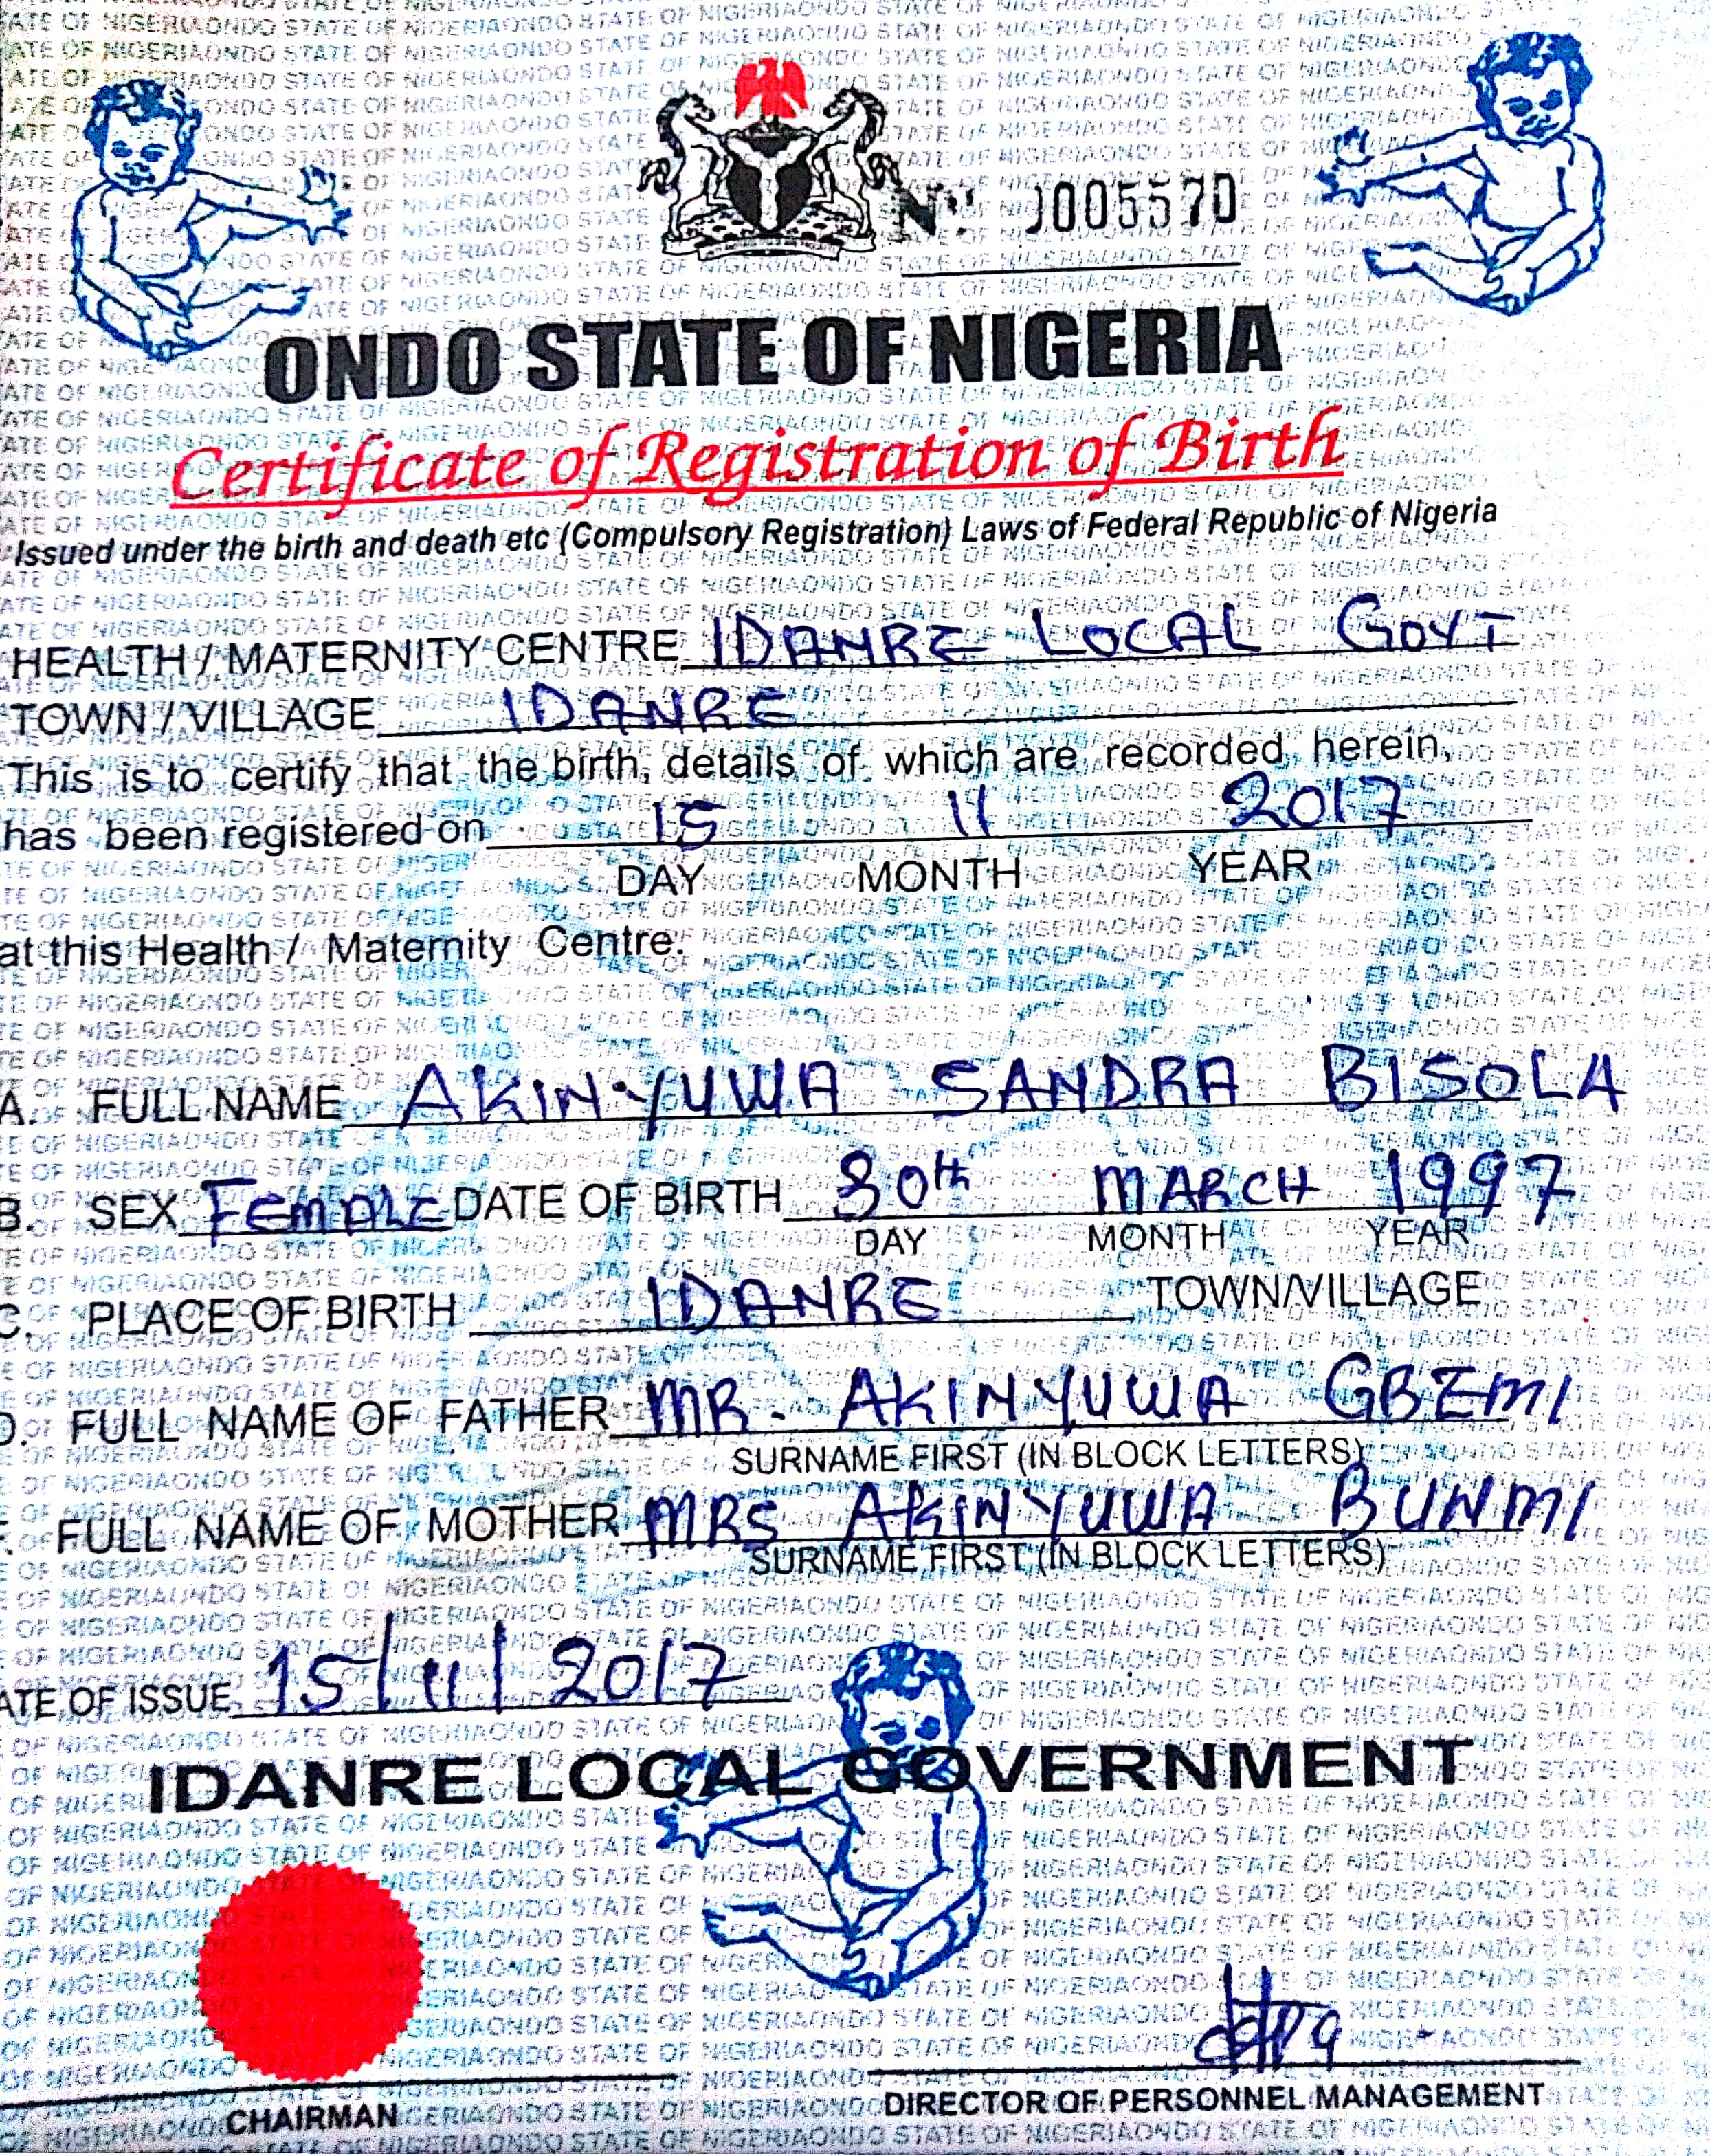 Nº 0005570
ONDO STATE OF NIGERIA
Certificate of Registration of Birth
Issued under the birth and death etc (Compulsory Registration) Laws of Federal Republic of Nigeria
HEALTH / MATERNITY CENTRE IDANRE LOCAL GOVT
TOWN / VILLAGE IDANRE
This is to certify that the birth, details of which are recorded herein,
has been registered on 15 11 2017
DAY MONTH YEAR
at this Health / Maternity Centre.
A. FULL NAME AKINYUWA SANDRA BISOLA
B. SEX FEMALE DATE OF BIRTH 30th MARCH 1997
DAY MONTH YEAR
C. PLACE OF BIRTH IDANRE TOWN/VILLAGE
D. FULL NAME OF FATHER MR. AKINYUWA GBEMI
SURNAME FIRST (IN BLOCK LETTERS)
FULL NAME OF MOTHER MRS AKINYUWA BUNMI
SURNAME FIRST (IN BLOCK LETTERS)
ATE OF ISSUE 15/11/2017
IDANRE LOCAL GOVERNMENT
CHAIRMAN
DIRECTOR OF PERSONNEL MANAGEMENT